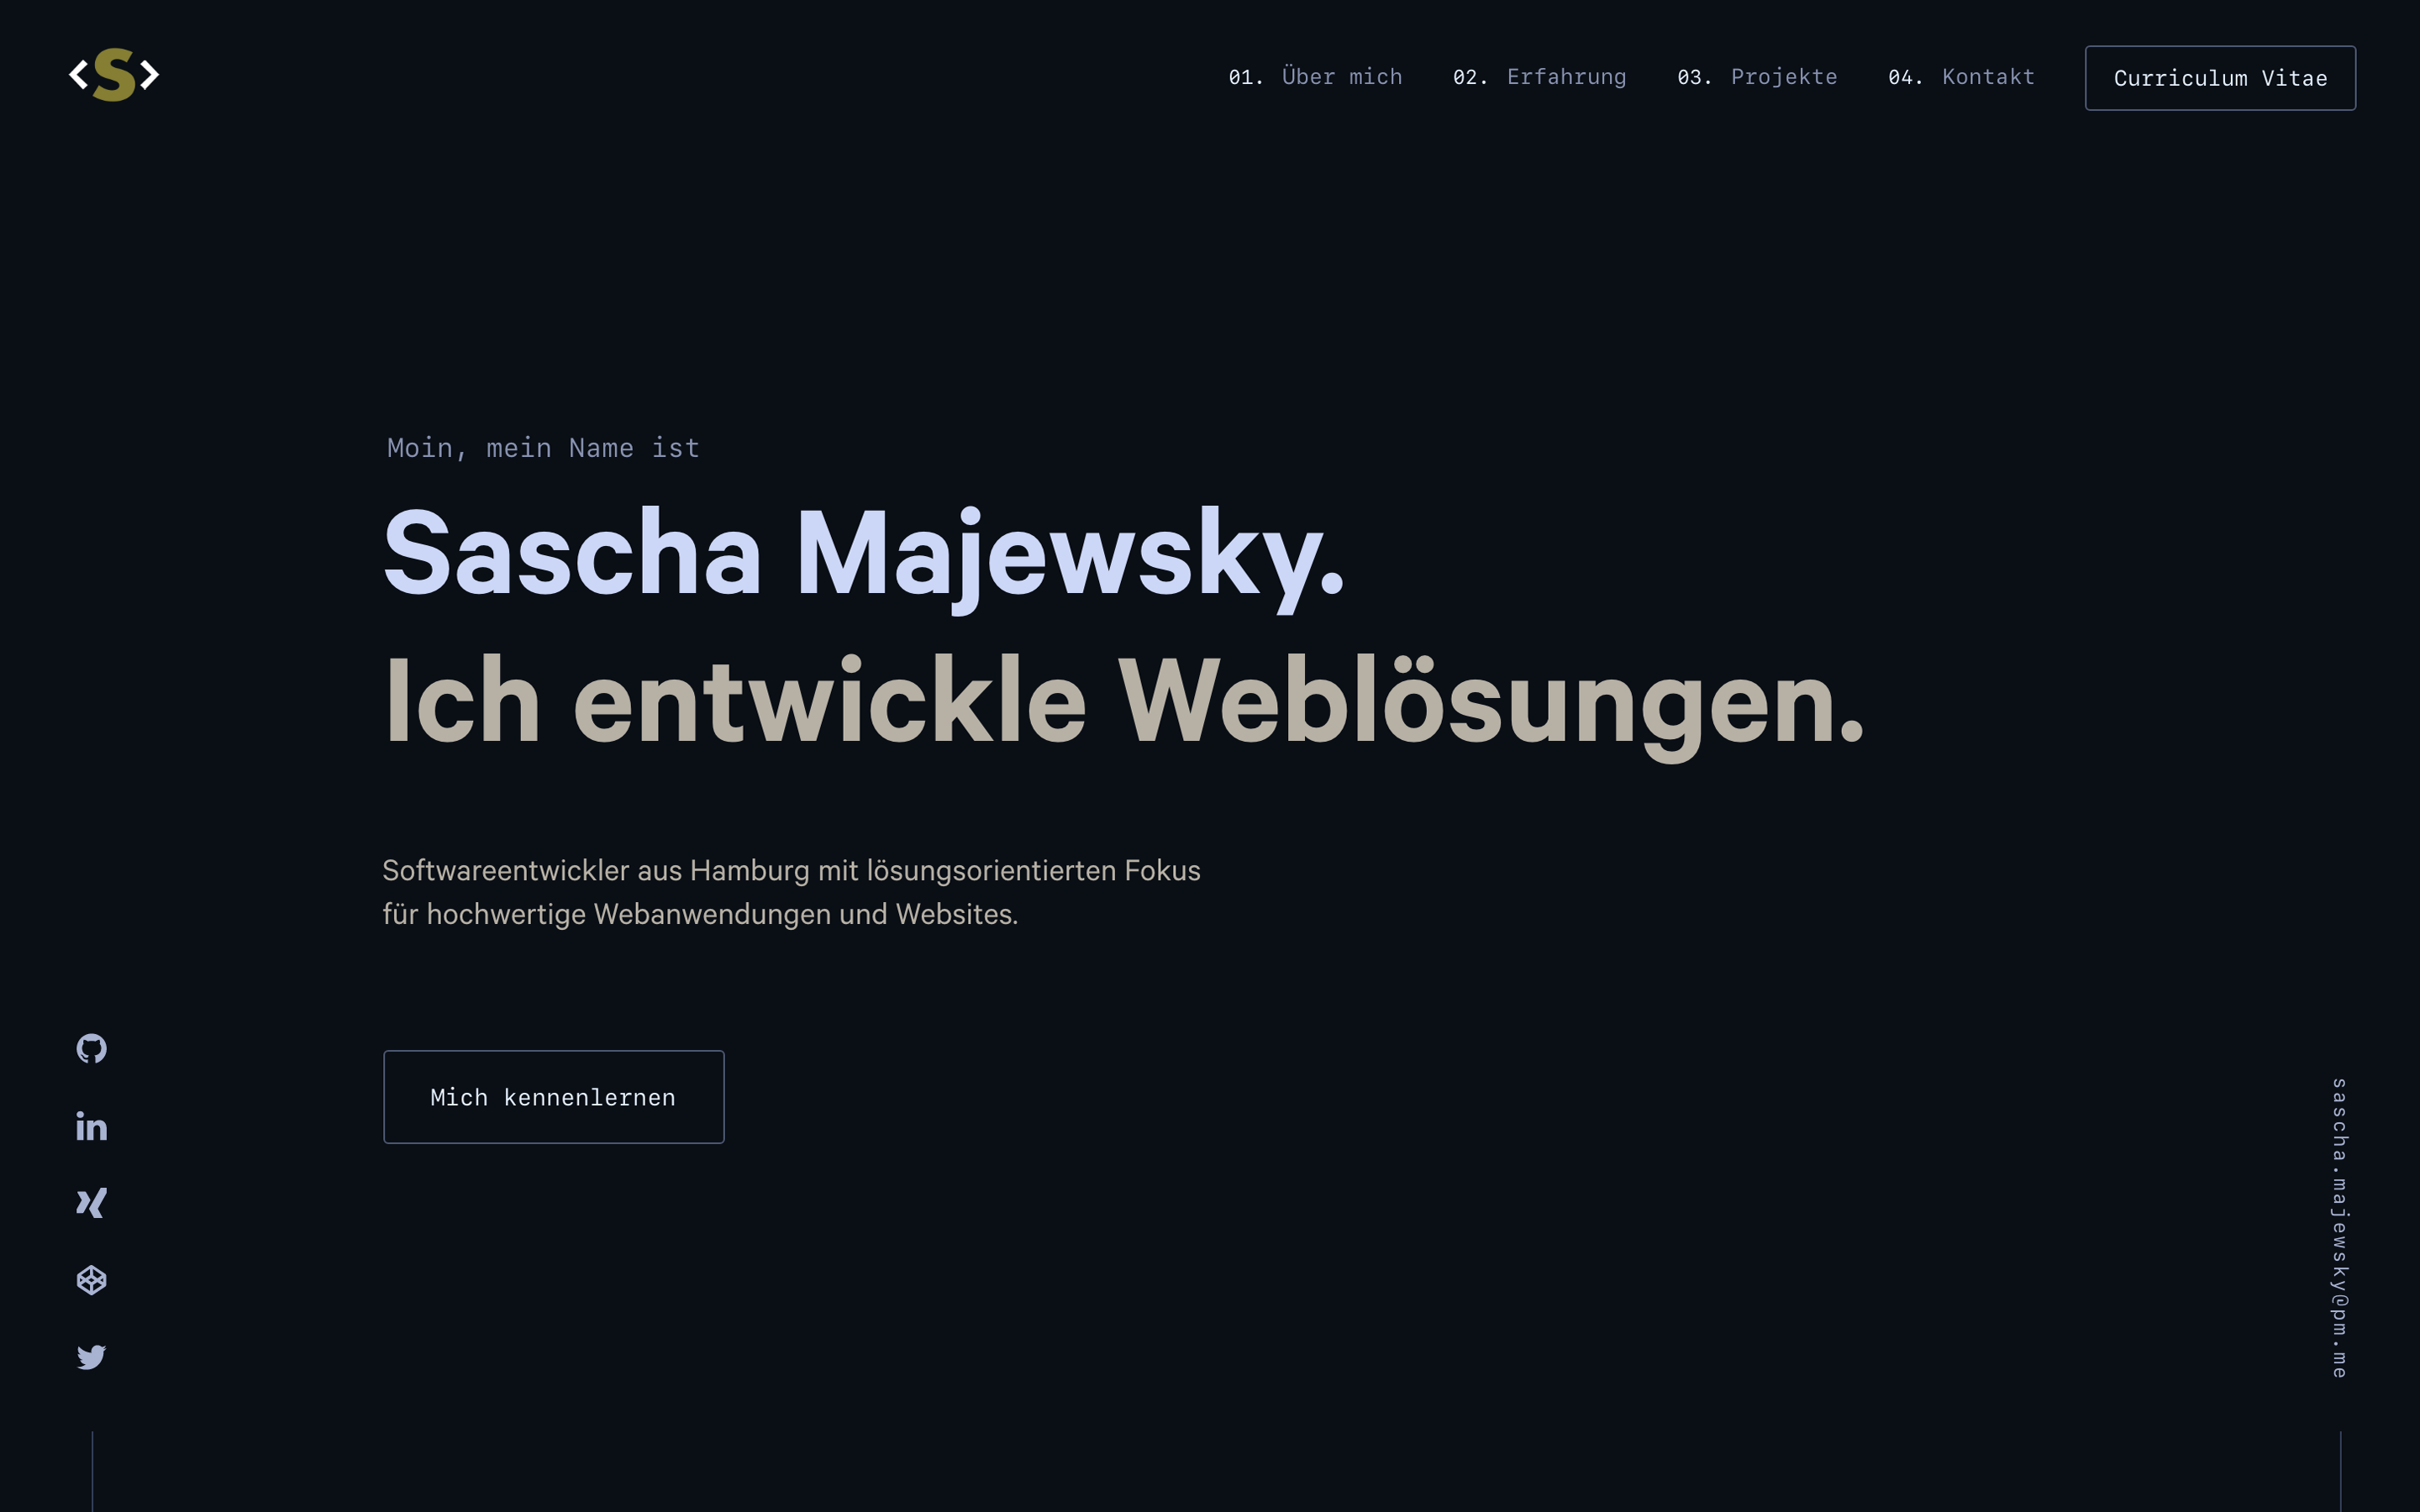 <S>
01. Über mich
02. Erfahrung
03. Projekte
04. Kontakt
Curriculum Vitae
Moin, mein Name ist
Sascha Majewsky.
Ich entwickle Weblösungen.
Softwareentwickler aus Hamburg mit lösungsorientierten Fokus
für hochwertige Webanwendungen und Websites.
Mich kennenlernen
in
sascha.majewsky@pm.me